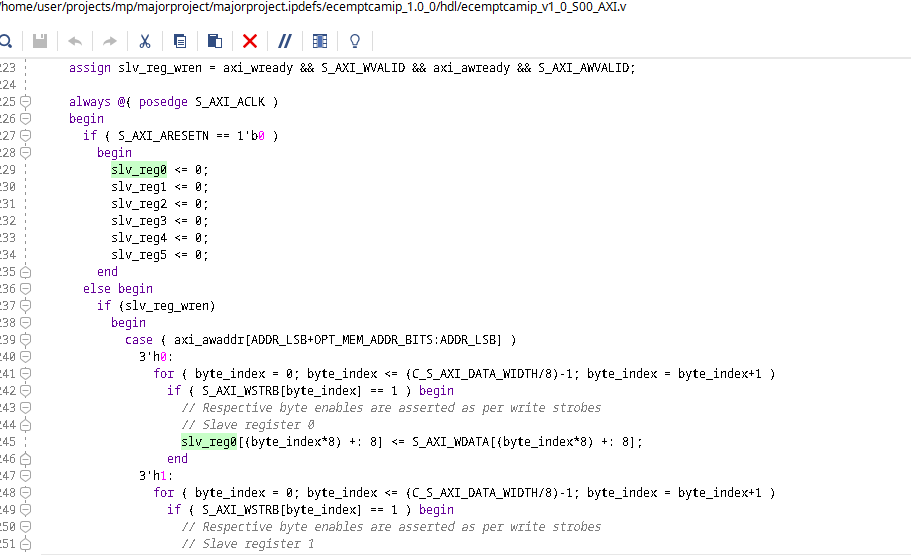 /home/user/projects/mp/majorproject/majorproject.ipdefs/ecemptcamip_1.0_0/hdl/ecemptcamip_v1_0_S00_AXI.v
223 assign slv_reg_wren = axi_wready && S_AXI_WVALID && axi_awready && S_AXI_AWVALID;
224
225 always @( posedge S_AXI_ACLK )
226 begin
227 if ( S_AXI_ARESETN == 1'b0 )
228 begin
229 slv_reg0 <= 0;
230 slv_reg1 <= 0;
231 slv_reg2 <= 0;
232 slv_reg3 <= 0;
233 slv_reg4 <= 0;
234 slv_reg5 <= 0;
235 end
236 else begin
237 if (slv_reg_wren)
238 begin
239 case ( axi_awaddr[ADDR_LSB+OPT_MEM_ADDR_BITS:ADDR_LSB] )
240 3'h0:
241 for ( byte_index = 0; byte_index <= (C_S_AXI_DATA_WIDTH/8)-1; byte_index = byte_index+1 )
242 if ( S_AXI_WSTRB[byte_index] == 1 ) begin
243 // Respective byte enables are asserted as per write strobes
244 // Slave register 0
245 slv_reg0[(byte_index*8) +: 8] <= S_AXI_WDATA[(byte_index*8) +: 8];
246 end
247 3'h1:
248 for ( byte_index = 0; byte_index <= (C_S_AXI_DATA_WIDTH/8)-1; byte_index = byte_index+1 )
249 if ( S_AXI_WSTRB[byte_index] == 1 ) begin
250 // Respective byte enables are asserted as per write strobes
251 // Slave register 1